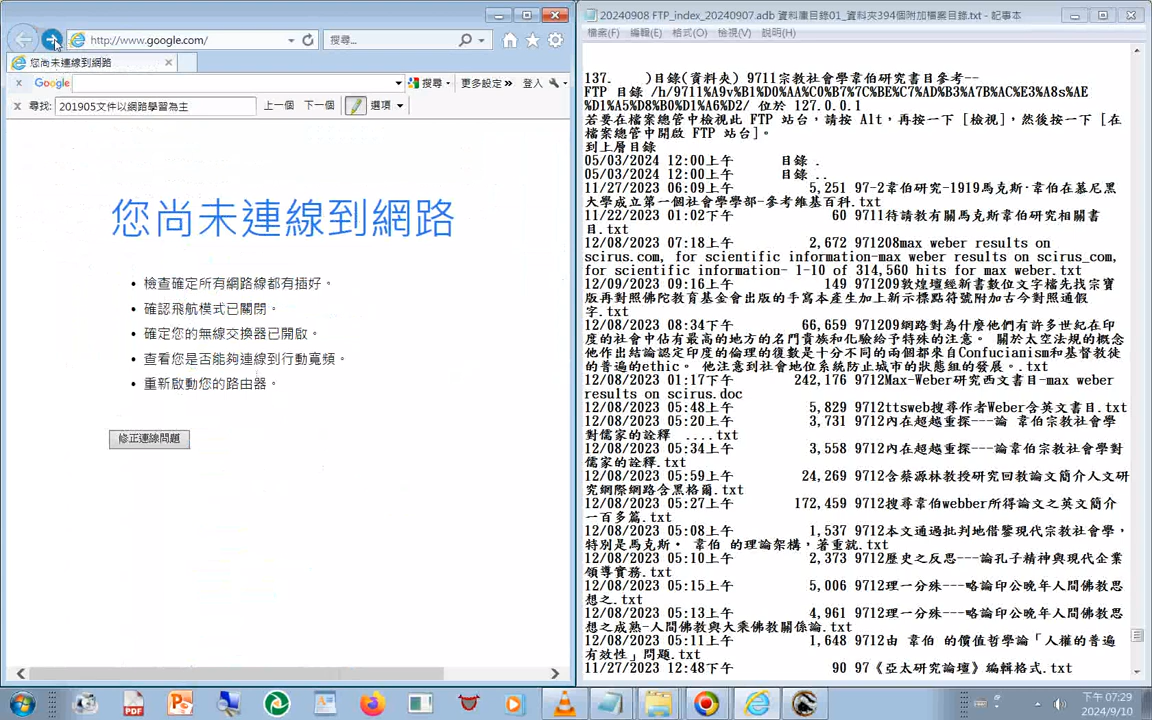 http://www.google.com/
搜尋...
您尚未連線到網路
Google
搜尋
更多設定 »
登入
尋找: 201905文件以網路學習為主
上一個
下一個
選項
您尚未連線到網路
檢查確定所有網路線都有插好。
確認飛航模式已關閉。
確定您的無線交換器已開啟。
查看您是否能夠連線到行動寬頻。
重新啟動您的路由器。
修正連線問題
20240908 FTP_index_20240907.adb 資料庫目錄01_資料夾394個附加檔案目錄.txt - 記事本
檔案(F) 編輯(E) 格式(O) 檢視(V) 說明(H)
137. )目錄(資料夾) 9711宗教社會學韋伯研究書目參考--
FTP 目錄 /h/9711%A9v%B1%D0%AA%C0%B7%7C%BE%C7%AD%B3%A7B%AC%E3%A8s%AE
%D1%A5%D8%B0%D1%A6%D2/ 位於 127.0.0.1
若要在檔案總管中檢視此 FTP 站台，請按 Alt，再按一下 [檢視]，然後按一下 [在
檔案總管中開啟 FTP 站台]。
到上層目錄
05/03/2024 12:00上午 目錄 .
05/03/2024 12:00上午 目錄 ..
11/27/2023 06:09上午 5,251 97-2韋伯研究-1919馬克斯·韋伯在慕尼黑
大學成立第一個社會學學部-參考維基百科.txt
11/22/2023 01:02下午 60 9711待請教有關馬克斯韋伯研究相關書
目.txt
12/08/2023 07:18上午 2,672 971208max weber results on
scirus.com, for scientific information-max weber results on scirus_com,
for scientific information- 1-10 of 314,560 hits for max weber.txt
12/09/2023 09:16上午 149 971209敦煌壇經新書數位文字檔先找宗寶
版再對照佛陀教育基金會出版的手寫本產生加上新示標點符號附加古今對照通假
字.txt
12/08/2023 08:34下午 66,659 971209網路對為什麼他們有許多世紀在印
度的社會中佔有最高的地方的名門貴族和化驗給予特殊的注意。 關於太空法規的概念
他作出結論認定印度的倫理的復數是十分不同的兩個都來自Confucianism和基督教徒
的普遍的ethic。 他注意到社會地位系統防止城市的狀態組的發展。.txt
12/08/2023 01:17下午 242,176 9712Max-Weber研究西文書目-max weber
results on scirus.doc
12/08/2023 05:48上午 5,829 9712ttsweb搜尋作者Weber含英文書目.txt
12/08/2023 05:20上午 3,731 9712內在超越重探---論 韋伯宗教社會學
對儒家的詮釋 ....txt
12/08/2023 05:34上午 3,558 9712內在超越重探---論韋伯宗教社會學對
儒家的詮釋.txt
12/08/2023 05:59上午 24,269 9712含蔡源林教授研究回教論文簡介人文研
究網際網路含黑格爾.txt
12/08/2023 05:27上午 172,459 9712搜尋韋伯webber所得論文之英文簡介
一百多篇.txt
12/08/2023 05:08上午 1,537 9712本文通過批判地借鑒現代宗教社會學，
特別是馬克斯· 韋伯 的理論架構，著重就.txt
12/08/2023 05:10上午 2,373 9712歷史之反思---論孔子精神與現代企業
領導實務.txt
12/08/2023 05:15上午 5,006 9712理一分殊---略論印公晚年人間佛教思
想之.txt
12/08/2023 05:13上午 4,961 9712理一分殊---略論印公晚年人間佛教思
想之成熟-人間佛教與大乘佛教關係論.txt
12/08/2023 05:11上午 1,648 9712由 韋伯 的價值哲學論「人權的普遍
有效性」問題.txt
11/27/2023 12:48下午 90 97《亞太研究論壇》編輯格式.txt
PDF
下午 07:29
2024/9/10